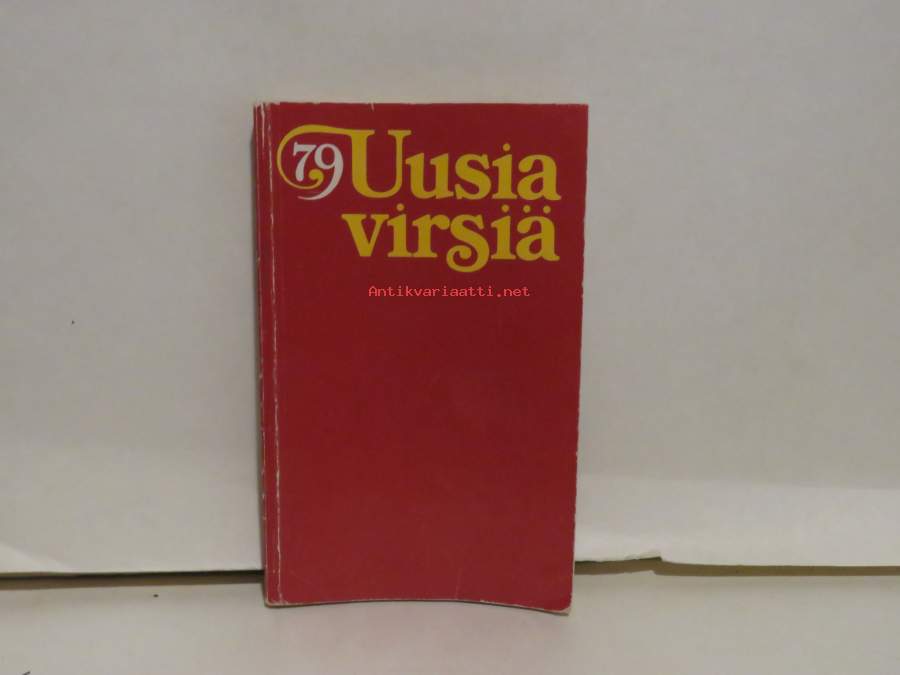 79 Uusia
virsiä
Antikvariaatti.net